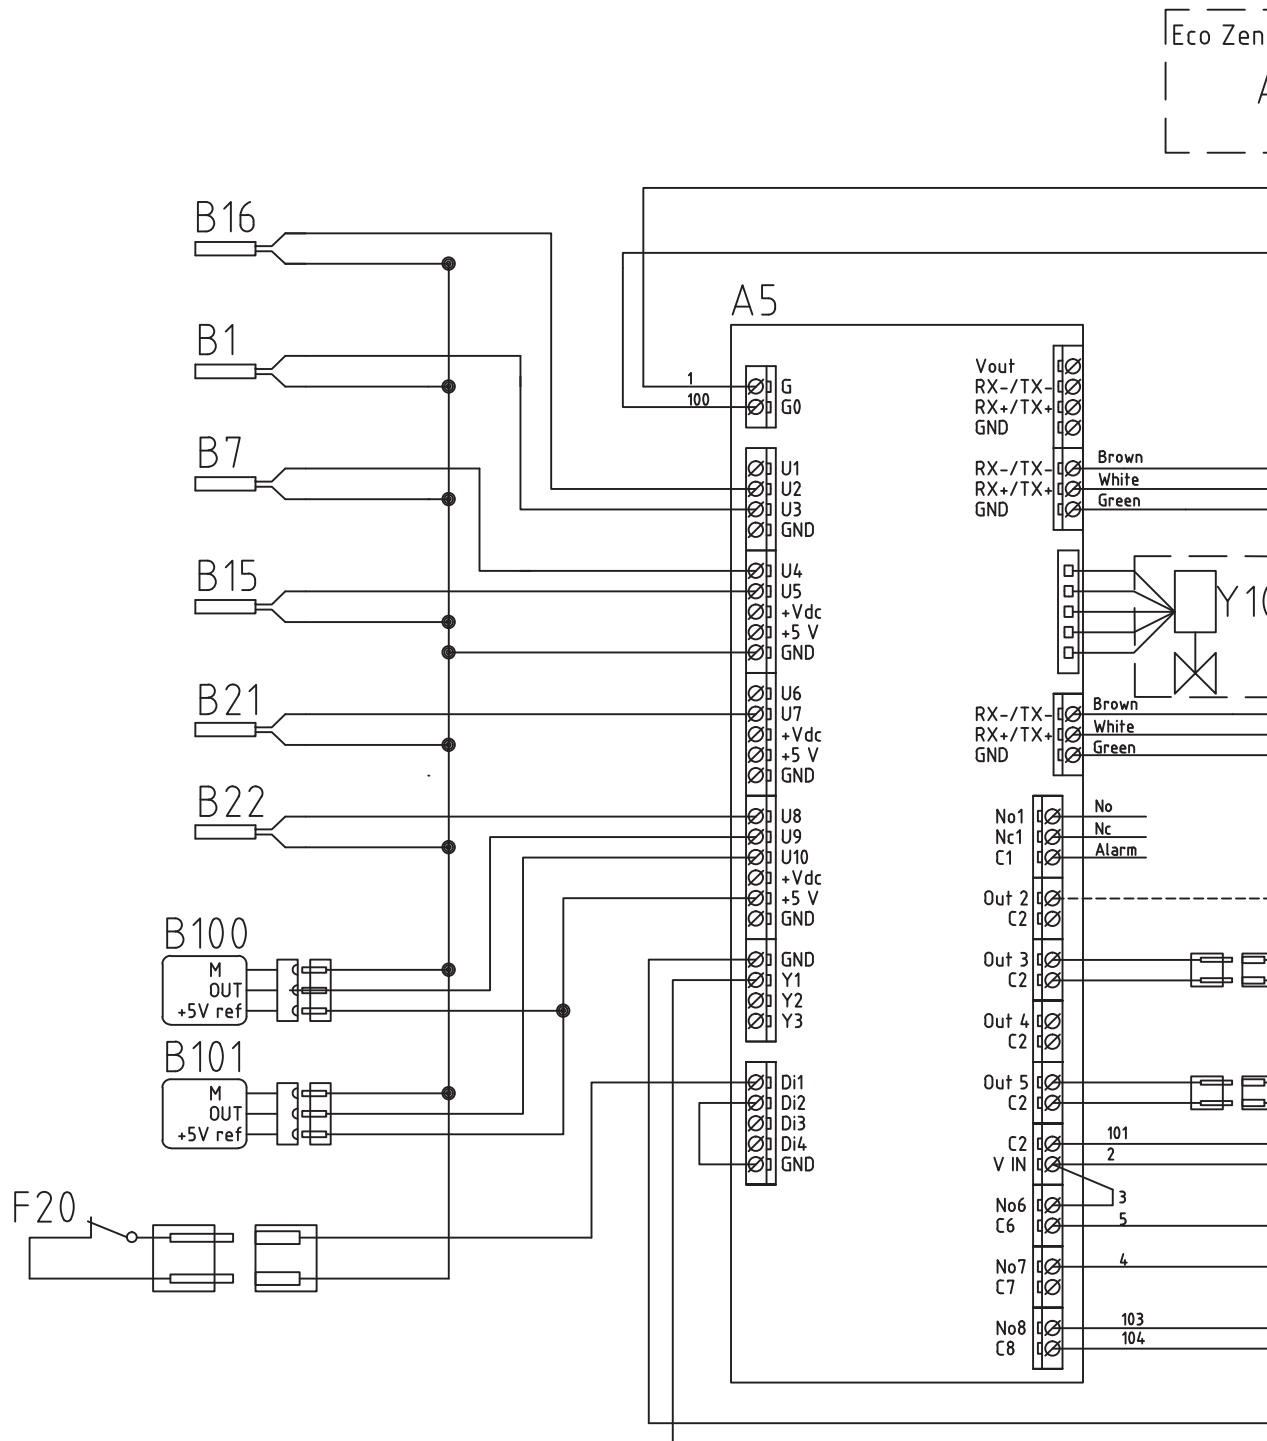 Eco Zen
A
B16
B1
B7
B15
B21
B22
B100
M
OUT
+5V ref
B101
M
OUT
+5V ref
F20
A5
1
100
G
G0
U1
U2
U3
GND
U4
U5
+Vdc
+5 V
GND
U6
U7
+Vdc
+5 V
GND
U8
U9
U10
+Vdc
+5 V
GND
GND
Y1
Y2
Y3
Di1
Di2
Di3
Di4
GND
Vout
RX-/TX-
RX+/TX+
GND
RX-/TX-
RX+/TX+
GND
Brown
White
Green
Y10
RX-/TX-
RX+/TX+
GND
Brown
White
Green
No1
Nc1
C1
No
Nc
Alarm
Out 2
C2
Out 3
C2
Out 4
C2
Out 5
C2
C2
V IN
101
2
No6
C6
3
5
No7
C7
4
No8
C8
103
104